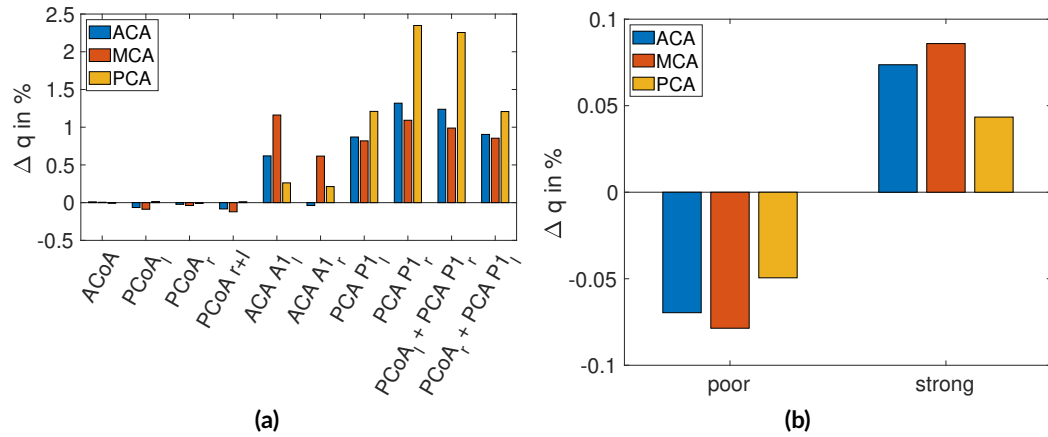 Δ q in %
2.5
2
1.5
1
0.5
0
-0.5
ACA
MCA
PCA
ACoA
PCoA_l
PCoA_r
PCoA r+l
ACA A1_l
ACA A1_r
PCA P1_l
PCA P1_r
PCoA_l + PCA P1_r
PCoA_r + PCA P1_l
(a)
Δ q in %
0.1
0.05
0
-0.05
-0.1
ACA
MCA
PCA
poor strong
(b)